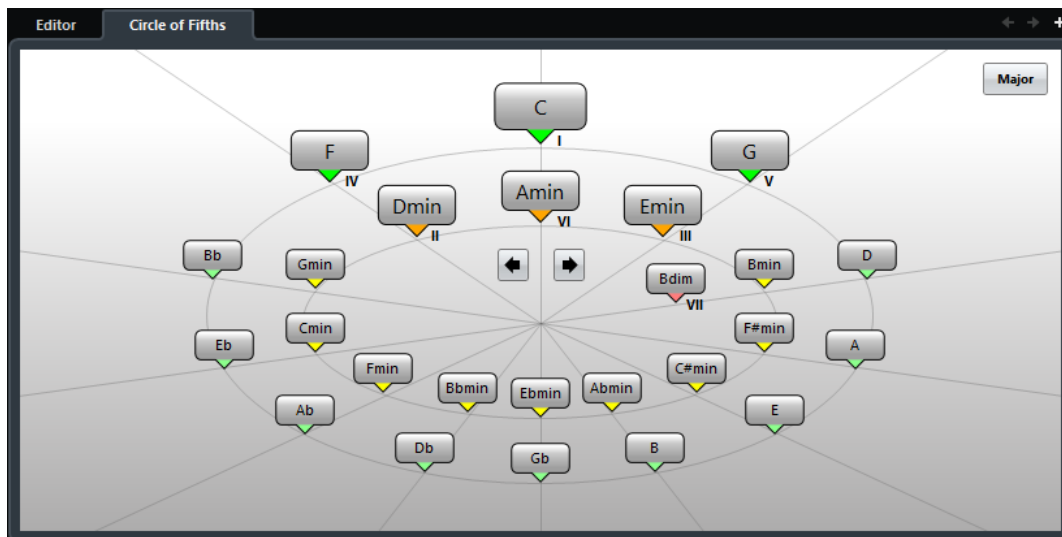 Editor
Circle of Fifths
Major
C
I
F
IV
G
V
Dmin
II
Amin
VI
Emin
III
Bb
Gmin
Bdim
VII
Bmin
D
Eb
Cmin
F#min
A
Fmin
C#min
Bbmin
Ebmin
Abmin
Ab
E
Db
Gb
B